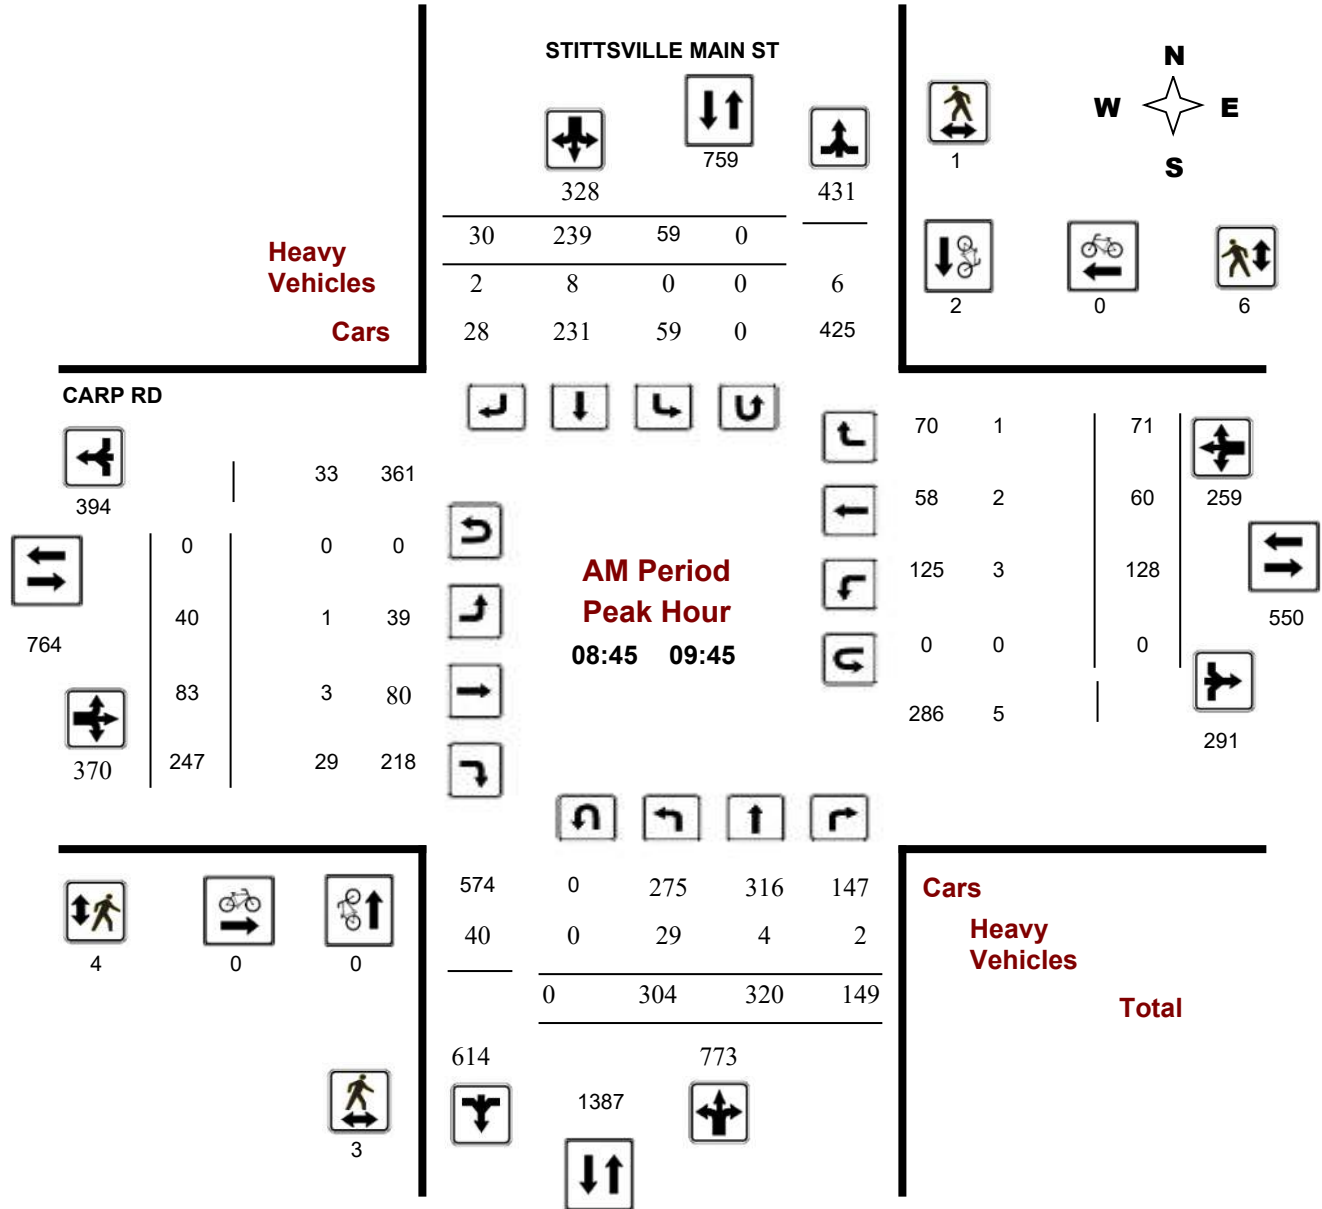 STITTSVILLE MAIN ST
N
W E
S
759
1
328 431
30 239 59 0
Heavy
Vehicles
2 8 0 0 6
2 0 6
Cars
28 231 59 0 425
CARP RD
70 1 71
33 361
394
58 2 60 259
0 0 0
AM Period
125 3 128
40 1 39
Peak Hour
550
764
08:45 09:45
0 0 0
83 3 80
286 5
291
370 247 29 218
574 0 275 316 147
Cars
40 0 29 4 2
Heavy
Vehicles
4 0 0
0 304 320 149
Total
614 773
1387
3